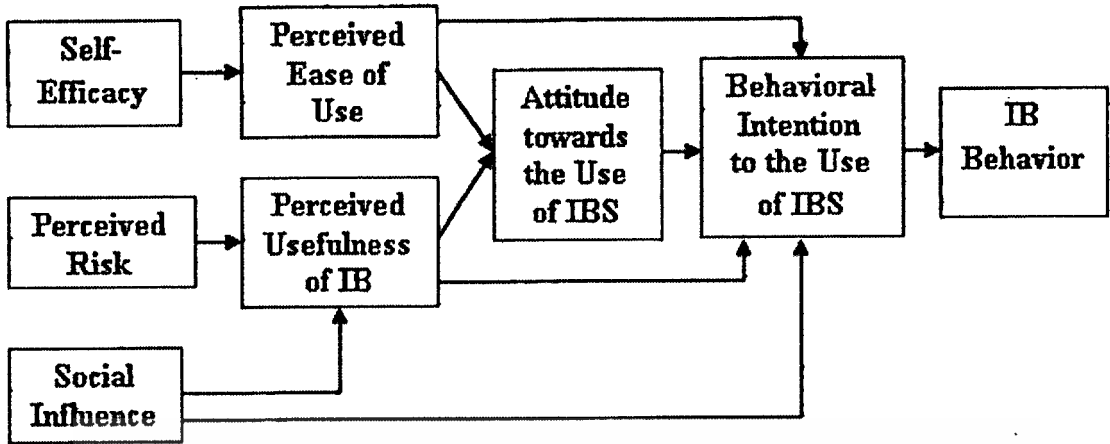 Self-
Efficacy
Perceived
Ease of
Use
Attitude
towards
the Use
of IBS
Behavioral
Intention
to the Use
of IBS
IB
Behavior
Perceived
Risk
Perceived
Usefulness
of IB
Social
Influence